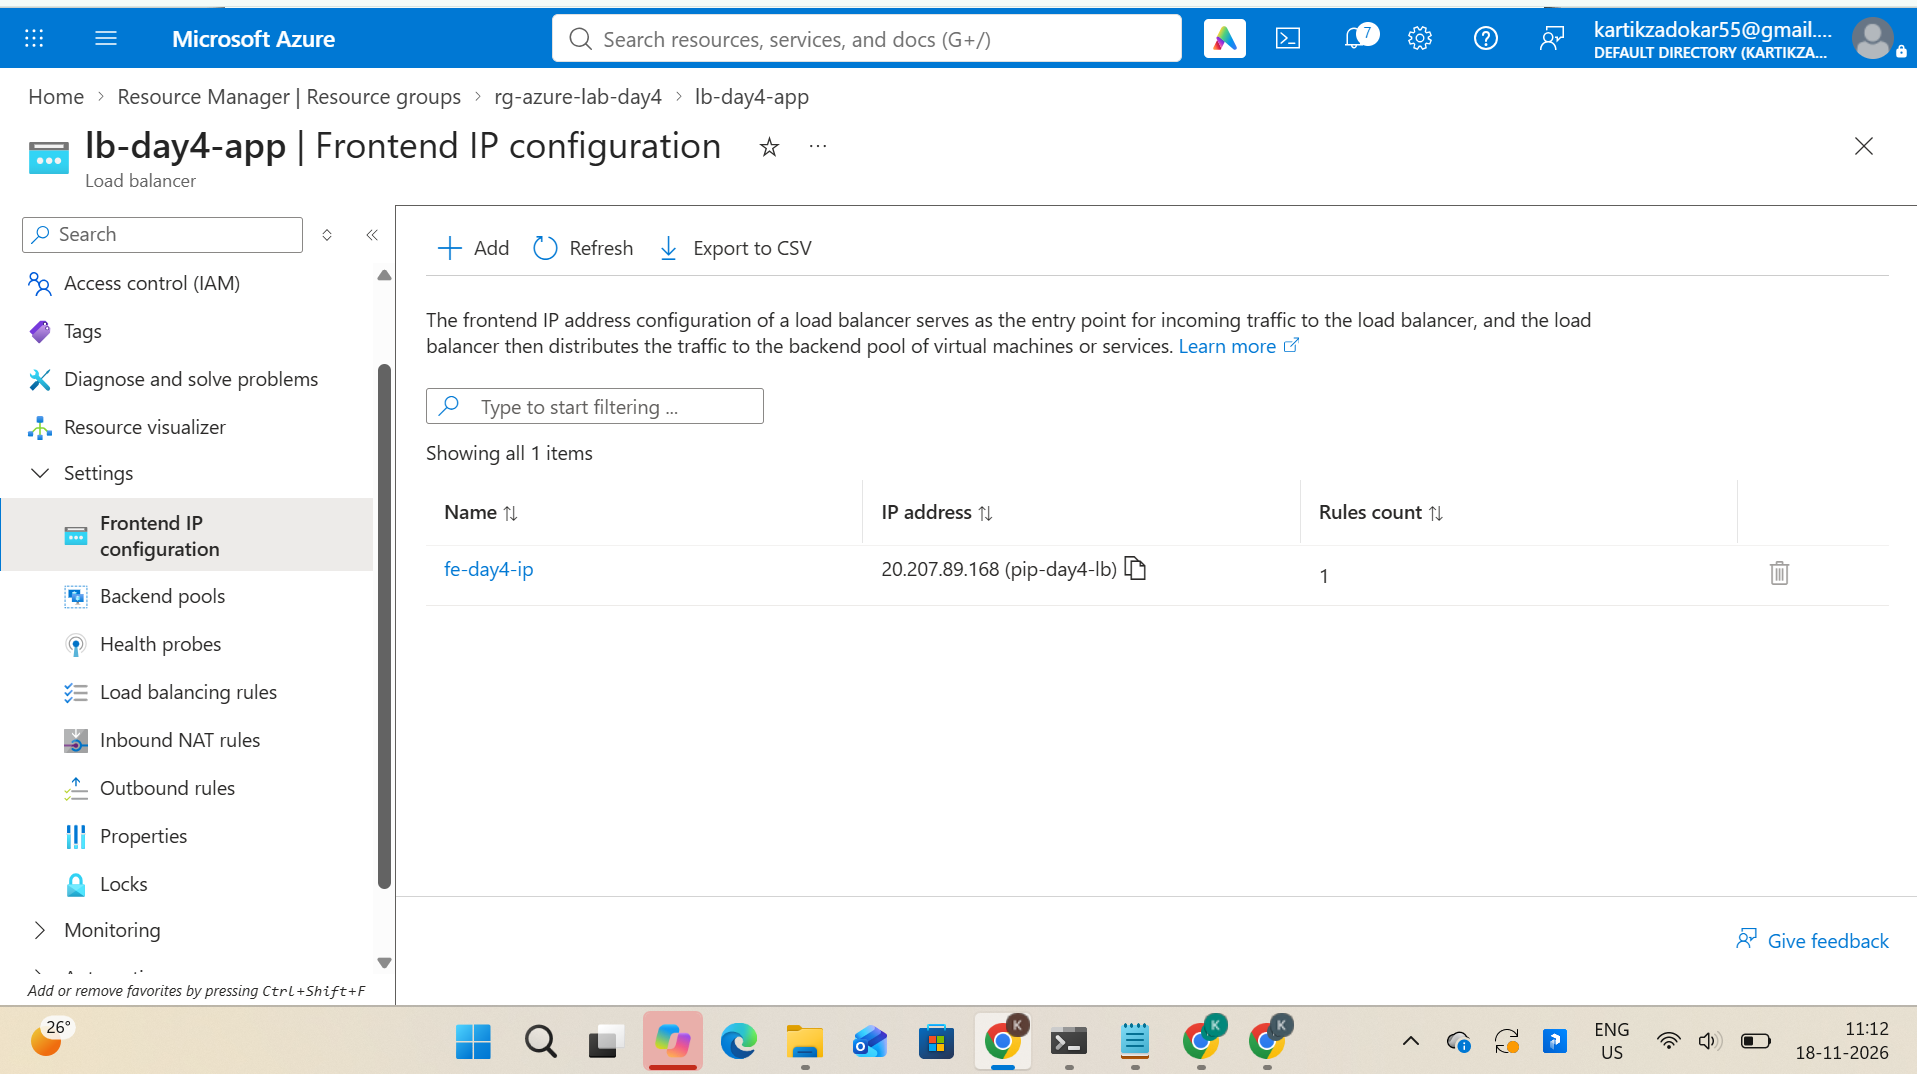 Microsoft Azure
Search resources, services, and docs (G+/)
7
kartikzadokar55@gmail....
DEFAULT DIRECTORY (KARTIKZA...
Home > Resource Manager | Resource groups > rg-azure-lab-day4 > lb-day4-app
lb-day4-app | Frontend IP configuration
Load balancer
Search
Access control (IAM)
Tags
Diagnose and solve problems
Resource visualizer
Settings
Frontend IP
configuration
Backend pools
Health probes
Load balancing rules
Inbound NAT rules
Outbound rules
Properties
Locks
Monitoring
Add or remove favorites by pressing Ctrl+Shift+F
Add
Refresh
Export to CSV
The frontend IP address configuration of a load balancer serves as the entry point for incoming traffic to the load balancer, and the load
balancer then distributes the traffic to the backend pool of virtual machines or services. Learn more
Type to start filtering ...
Showing all 1 items
Name IP address Rules count
fe-day4-ip 20.207.89.168 (pip-day4-lb) 1
Give feedback
26°
K
K
K
ENG
US
11:12
18-11-2026